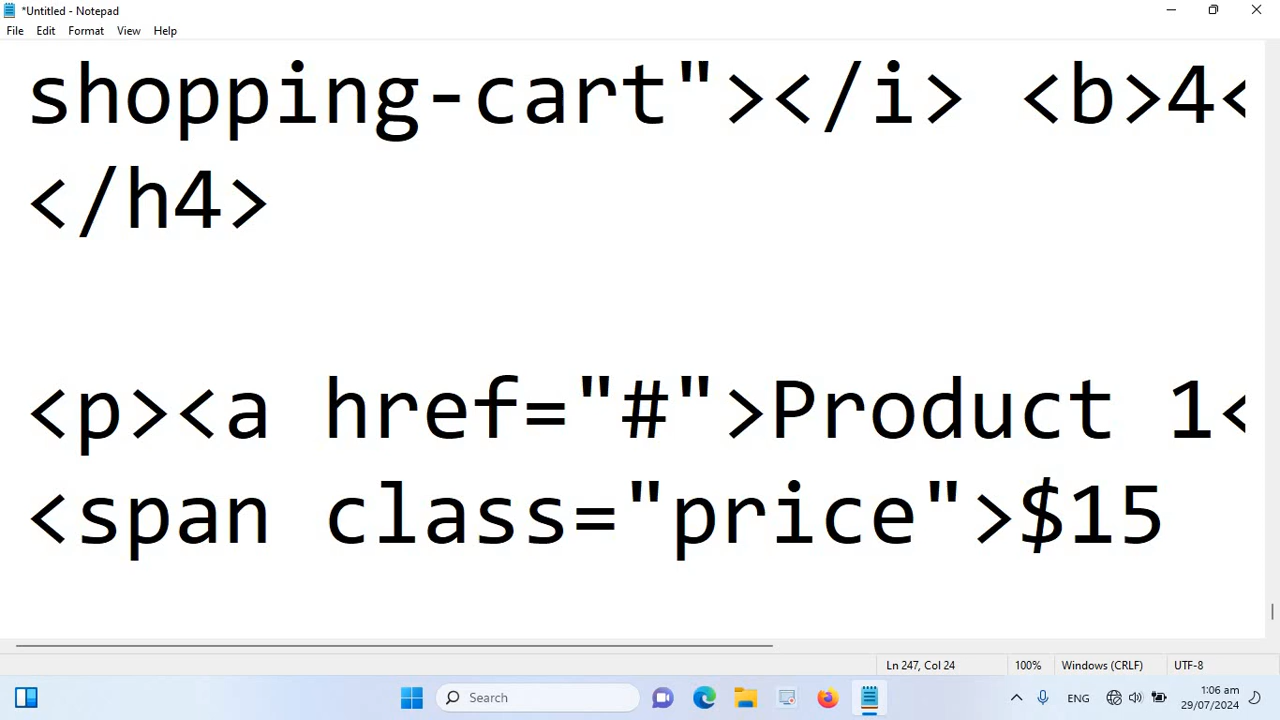 *Untitled - Notepad
File Edit Format View Help
shopping-cart"></i> <b>4<
</h4>
<p><a href="#">Product 1<
<span class="price">$15
Ln 247, Col 24 100% Windows (CRLF) UTF-8
Search ENG 1:06 am
29/07/2024